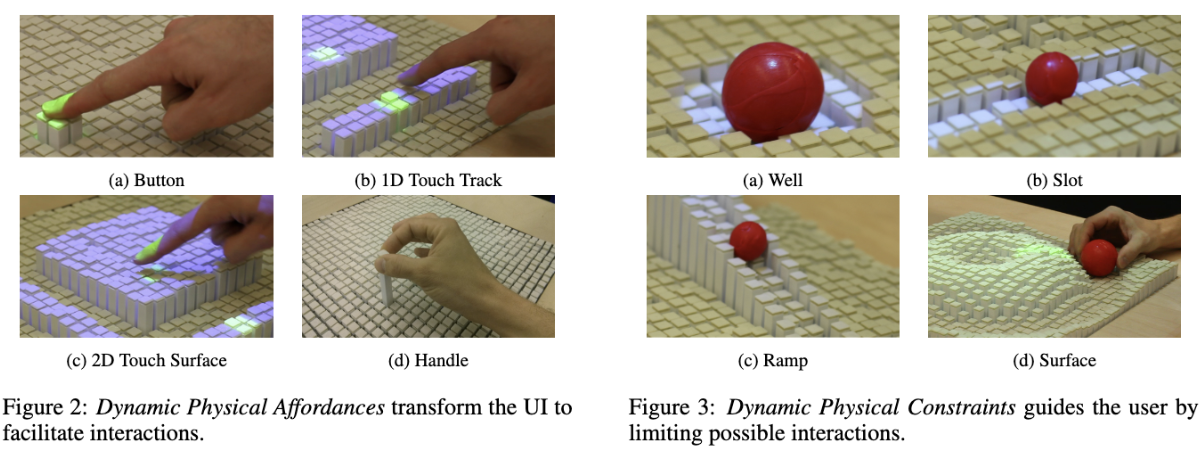 (a) Button
(b) 1D Touch Track
(c) 2D Touch Surface
(d) Handle
Figure 2: Dynamic Physical Affordances transform the UI to
facilitate interactions.
(a) Well
(b) Slot
(c) Ramp
(d) Surface
Figure 3: Dynamic Physical Constraints guides the user by
limiting possible interactions.